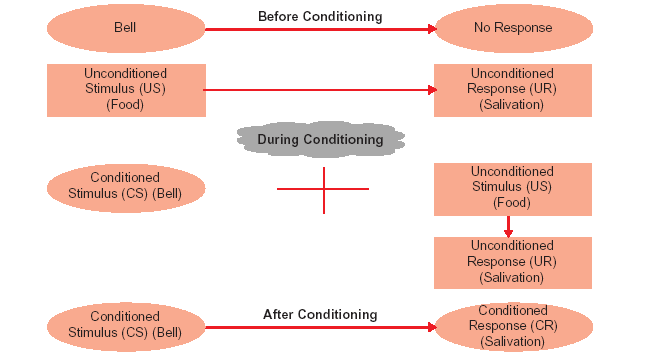 Before Conditioning
Bell
No Response
Unconditioned
Stimulus (US)
(Food)
Unconditioned
Response (UR)
(Salivation)
During Conditioning
Conditioned
Stimulus (CS) (Bell)
Unconditioned
Stimulus (US)
(Food)
Unconditioned
Response (UR)
(Salivation)
After Conditioning
Conditioned
Stimulus (CS) (Bell)
Conditioned
Response (CR)
(Salivation)